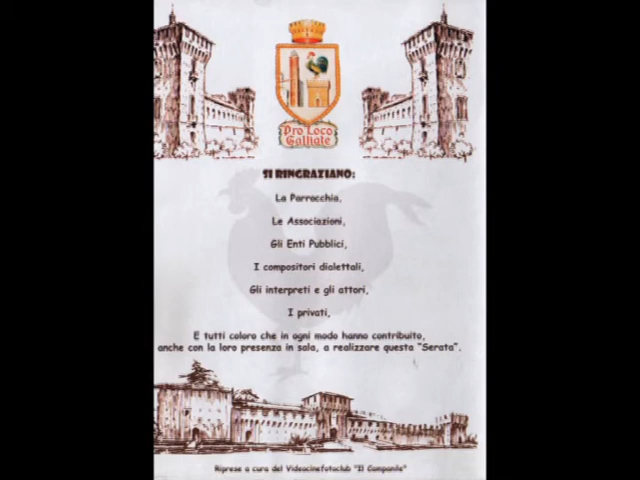 Pro Loco
Galliate
SI RINGRAZIANO:
La Parrocchia,
Le Associazioni,
Gli Enti Pubblici,
I compositori dialettali,
Gli interpreti e gli attori,
I privati,
E tutti coloro che in ogni modo hanno contribuito,
anche con la loro presenza in sala, a realizzare questa "Serata".
Riprese a cura del Videocinefotoclub "Il Campanile"